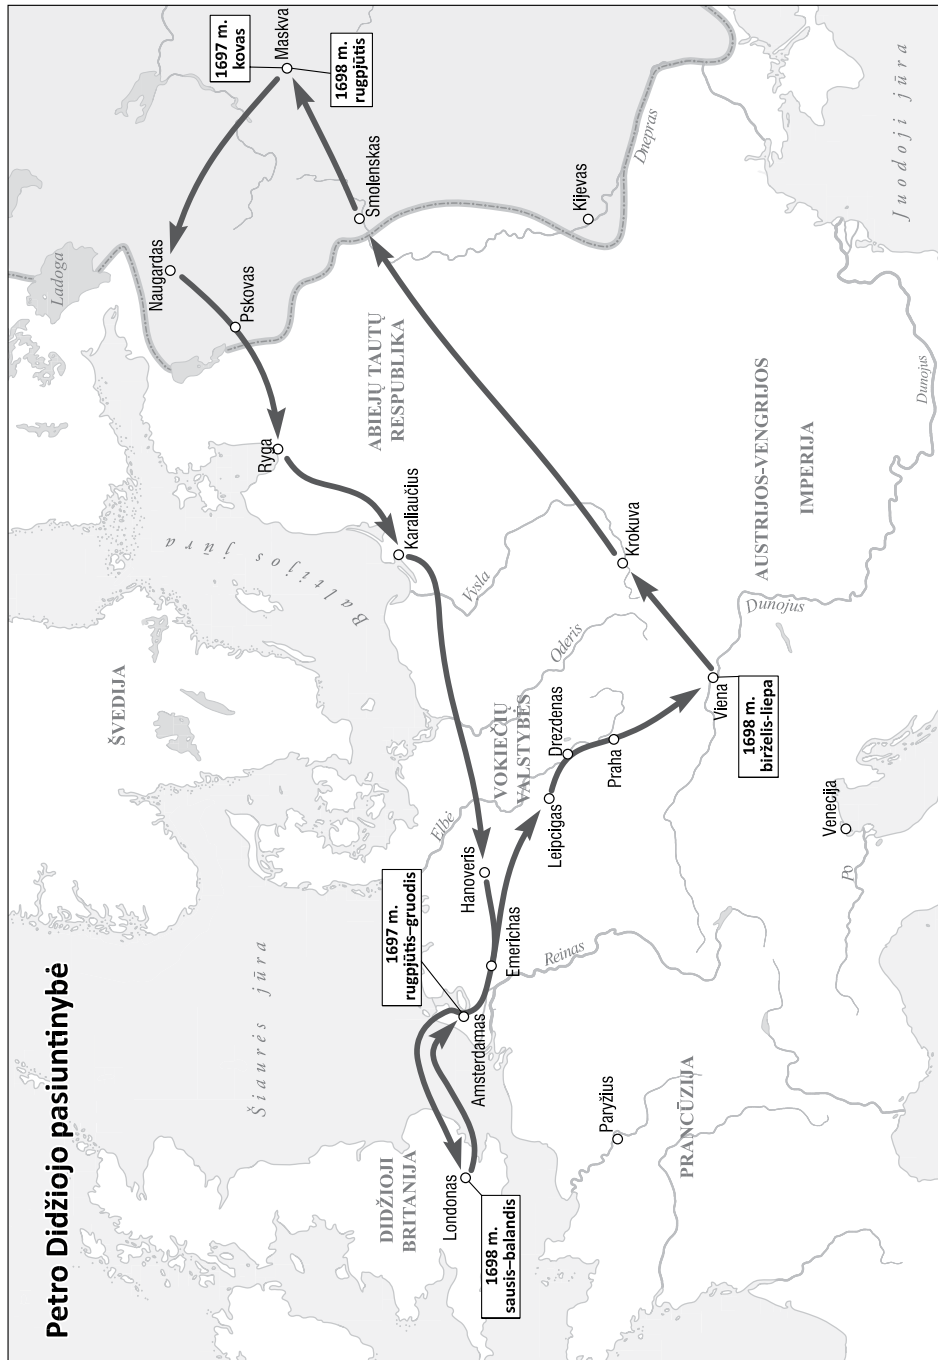 Petro Didžiojo pasiuntinybė
Šiaurės jūra
ŠVEDIJA
Baltijos jūra
Ladoga
Naugardas
Pskovas
Ryga
1697 m.
kovas
Maskva
1698 m.
rugpjūtis
Smolenskas
Karaliaučius
ABIEJŲ TAUTŲ
RESPUBLIKA
DIDŽIOJI
BRITANIJA
Londonas
1698 m.
sausis–balandis
1697 m.
rugpjūtis–gruodis
Amsterdamas
Emerichas
Hanoveris
Elbė
VOKIEČIŲ
VALSTYBĖS
Vysla
Oderis
Reinas
Leipcigas
Drezdenas
Praha
Krokuva
Kijevas
Dnepras
Paryžius
PRANCŪZIJA
Viena
1698 m.
birželis-liepa
Dunojus
AUSTRIJOS-VENGRIJOS
IMPERIJA
Venecija
Po
Dunojus
Juodoji jūra